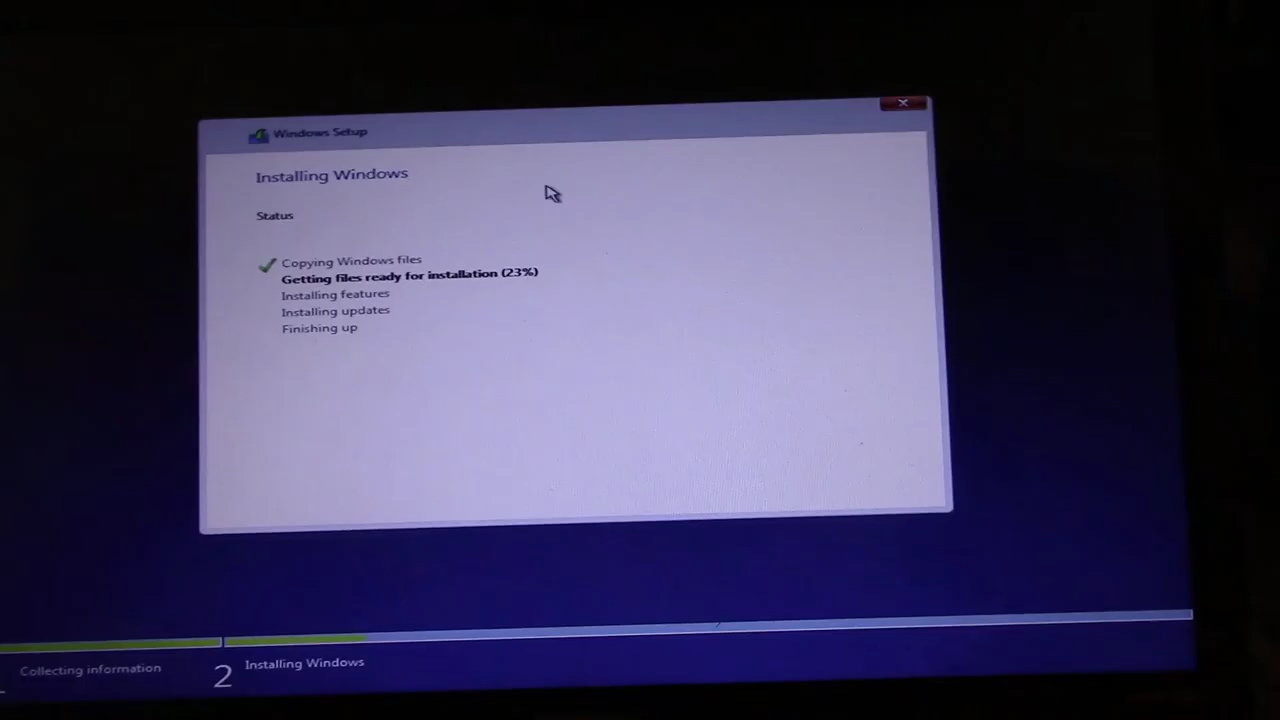 Windows Setup
Installing Windows
Status
Copying Windows files
Getting files ready for installation (23%)
Installing features
Installing updates
Finishing up
Collecting information
2 Installing Windows